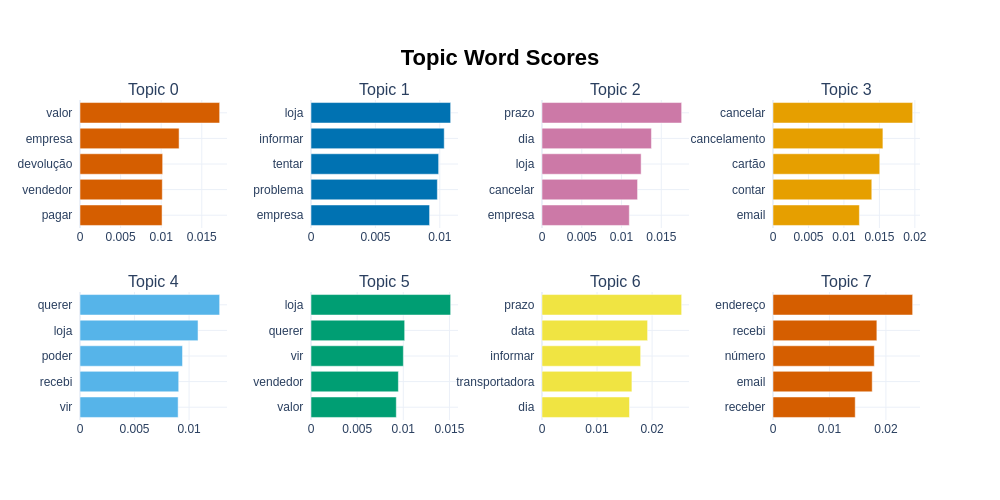 Topic Word Scores
Topic 0
valor
empresa
devolução
vendedor
pagar
0 0.005 0.01 0.015
Topic 1
loja
informar
tentar
problema
empresa
0 0.005 0.01
Topic 2
prazo
dia
loja
cancelar
empresa
0 0.005 0.01 0.015
Topic 3
cancelar
cancelamento
cartão
contar
email
0 0.005 0.01 0.015 0.02
Topic 4
querer
loja
poder
recebi
vir
0 0.005 0.01
Topic 5
loja
querer
vir
vendedor
valor
0 0.005 0.01 0.015
Topic 6
prazo
data
informar
transportadora
dia
0 0.01 0.02
Topic 7
endereço
recebi
número
email
receber
0 0.01 0.02